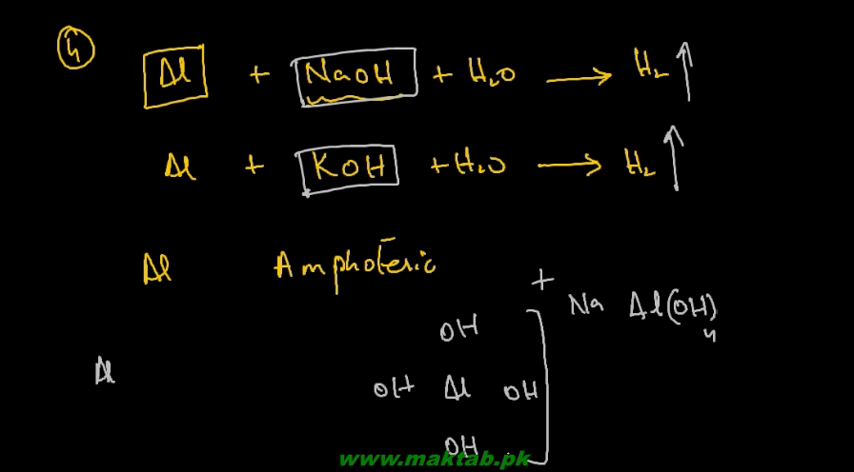 4
Al + NaOH + H₂O → H₂ ↑
Al + KOH + H₂O → H₂ ↑
Al Amphoteric
+ Na Al(OH)₄
OH
Al OH Al OH
OH
www.maktab.pk